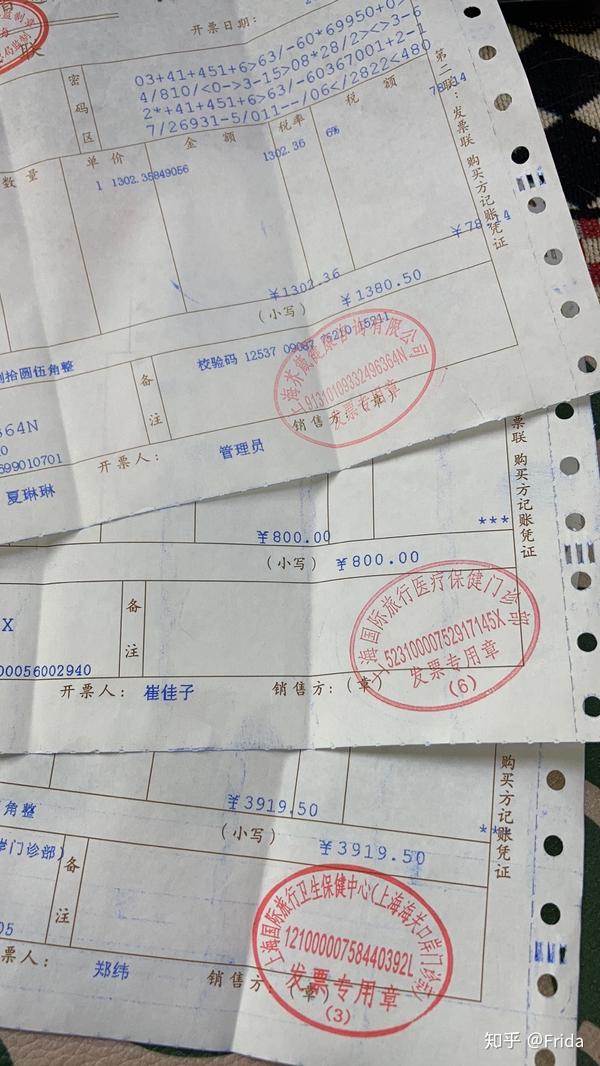 开票日期:
密码区
03+41+451+6>63/-60*69950+0>
4/810/<0->3-15>08*28/2><>3-6
2*+41+451+6>63/-60367001+2-1
7/26931-5/011--/06</2822<480
第二联:发票联 购买方记账凭证
数量 单价 金额 税率 税额
1 1302.35849056 1302.36 6% 78.14
¥1302.36 ¥78.14
(小写) ¥1380.50
拾圆伍角整
备注
校验码 12537 09087 75210 15211
913101093324963​64N
发票专用章
364N
699010701
夏琳琳 开票人: 管理员 销售方:
票联 购买方记账凭证
¥800.00 ***
(小写) ¥800.00
备注
X
00056002940
上海国际旅行医疗保健门诊部
52310000752917145X
发票专用章
(6)
开票人: 崔佳子 销售方:(章)
购买方记账凭证
¥3919.50 **
角整 (小写) ¥3919.50
岸门诊部)
备注
05
上海国际旅行卫生保健中心(上海海关口岸门诊部)
12100000758440392L
发票专用章
(3)
票人: 郑纬 销售方:(章)
知乎 @Frida